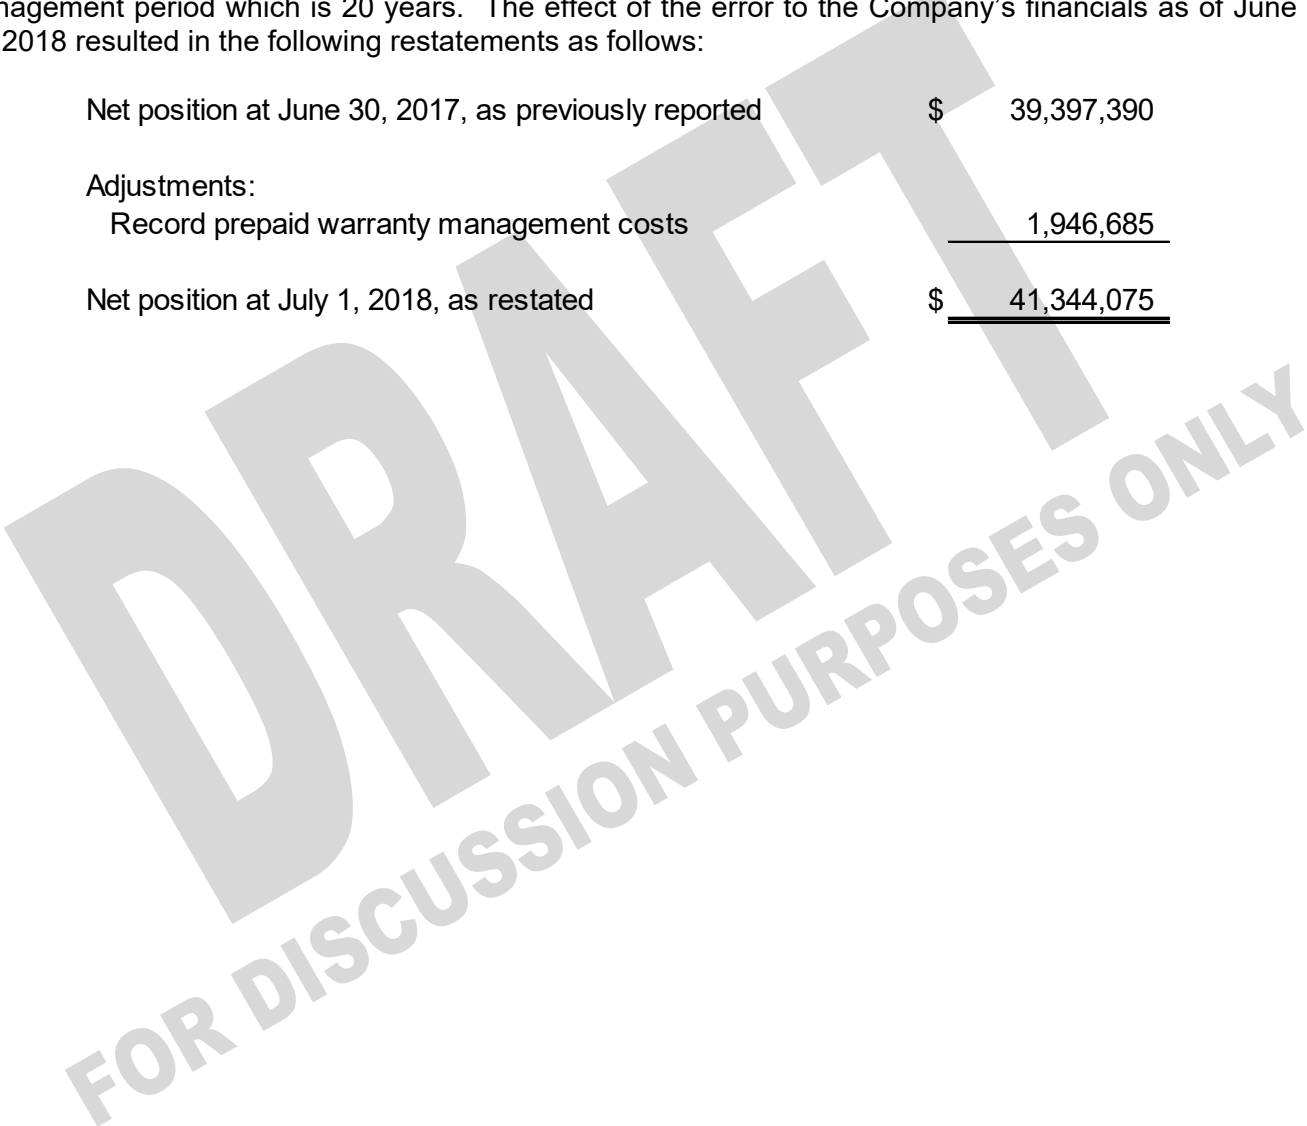 nagement period which is 20 years. The effect of the error to the Company's financials as of June
2018 resulted in the following restatements as follows:
Net position at June 30, 2017, as previously reported $ 39,397,390
Adjustments:
Record prepaid warranty management costs 1,946,685
Net position at July 1, 2018, as restated $ 41,344,075
DRAFT
FOR DISCUSSION PURPOSES ONLY